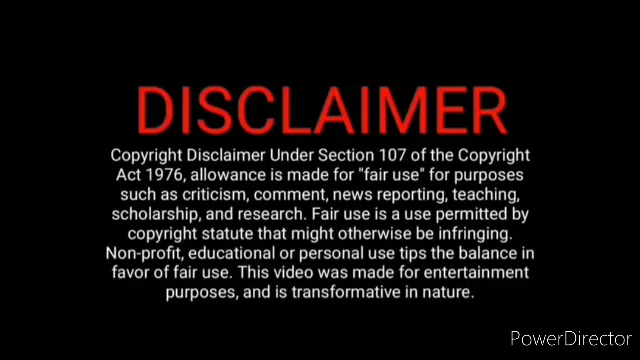 DISCLAIMER
Copyright Disclaimer Under Section 107 of the Copyright
Act 1976, allowance is made for "fair use" for purposes
such as criticism, comment, news reporting, teaching,
scholarship, and research. Fair use is a use permitted by
copyright statute that might otherwise be infringing.
Non-profit, educational or personal use tips the balance in
favor of fair use. This video was made for entertainment
purposes, and is transformative in nature.
PowerDirector